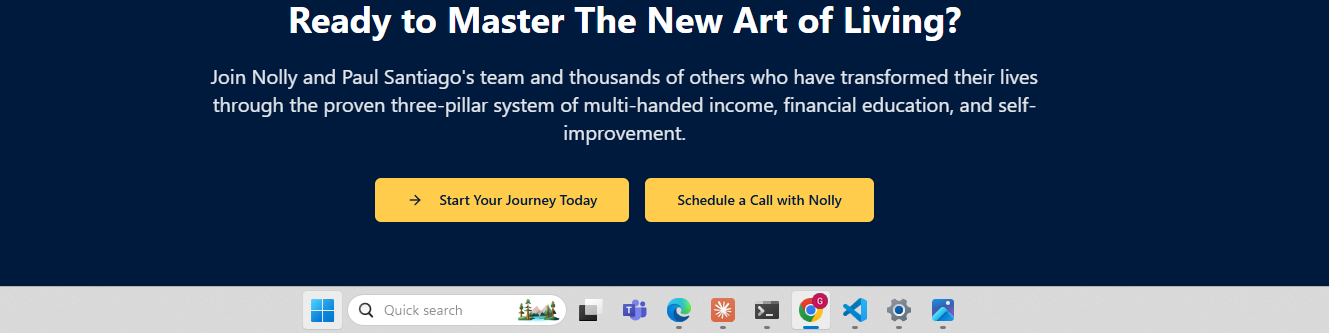 Ready to Master The New Art of Living?
Join Nolly and Paul Santiago's team and thousands of others who have transformed their lives
through the proven three-pillar system of multi-handed income, financial education, and self-
improvement.
→ Start Your Journey Today
Schedule a Call with Nolly
Quick search
G